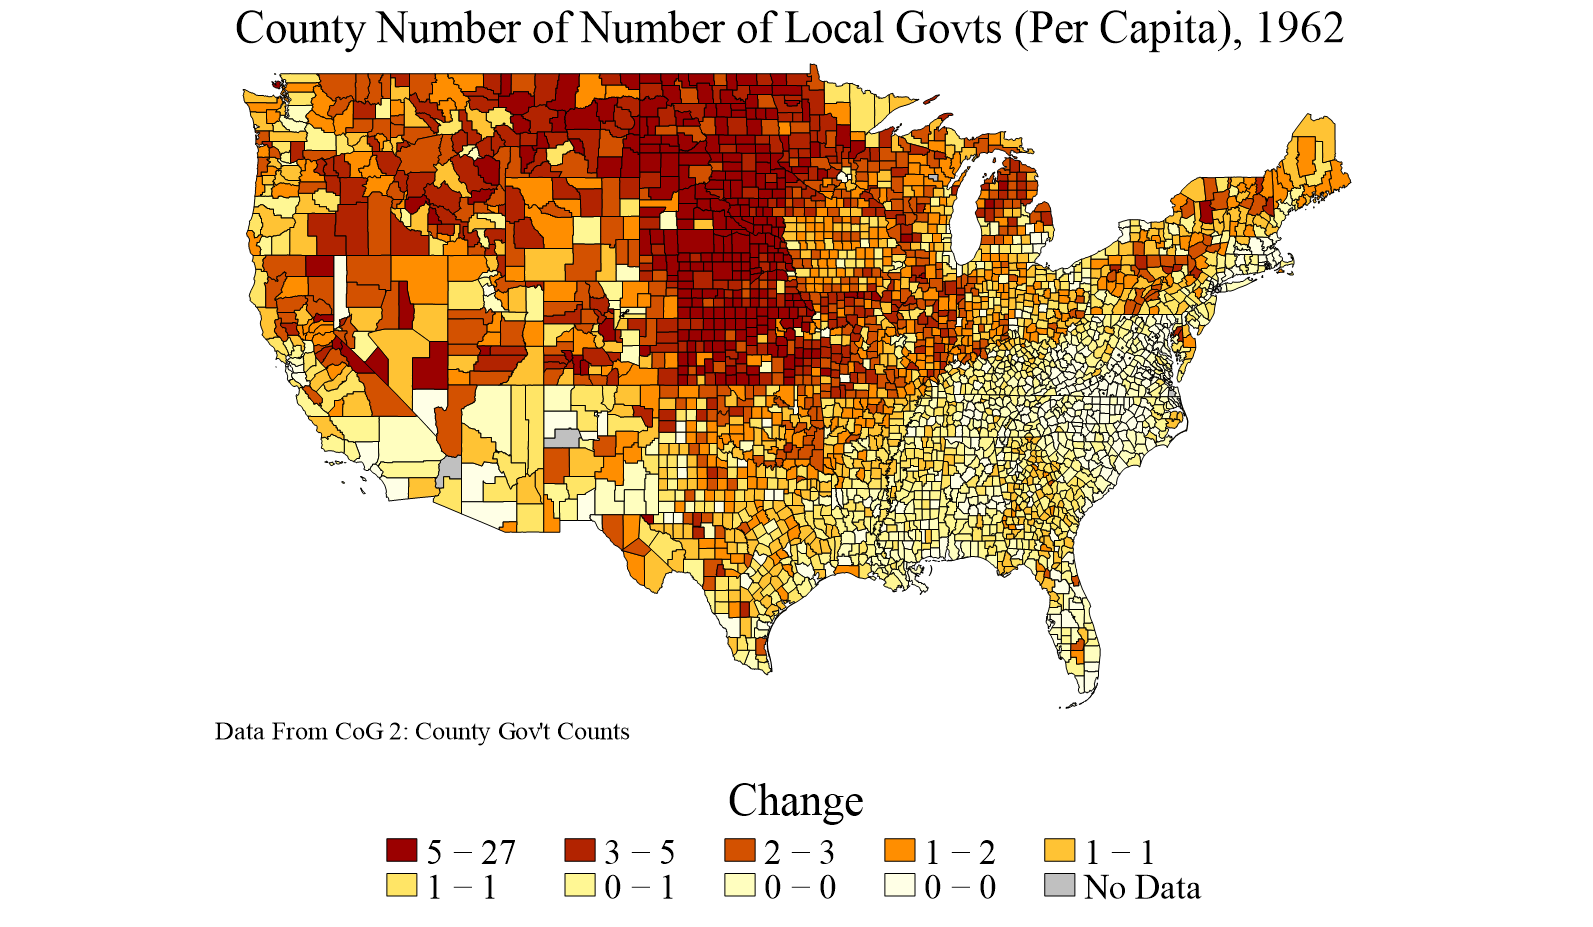 County Number of Number of Local Govts (Per Capita), 1962
Data From CoG 2: County Gov't Counts
Change
5 − 27 3 − 5 2 − 3 1 − 2 1 − 1
1 − 1 0 − 1 0 − 0 0 − 0 No Data